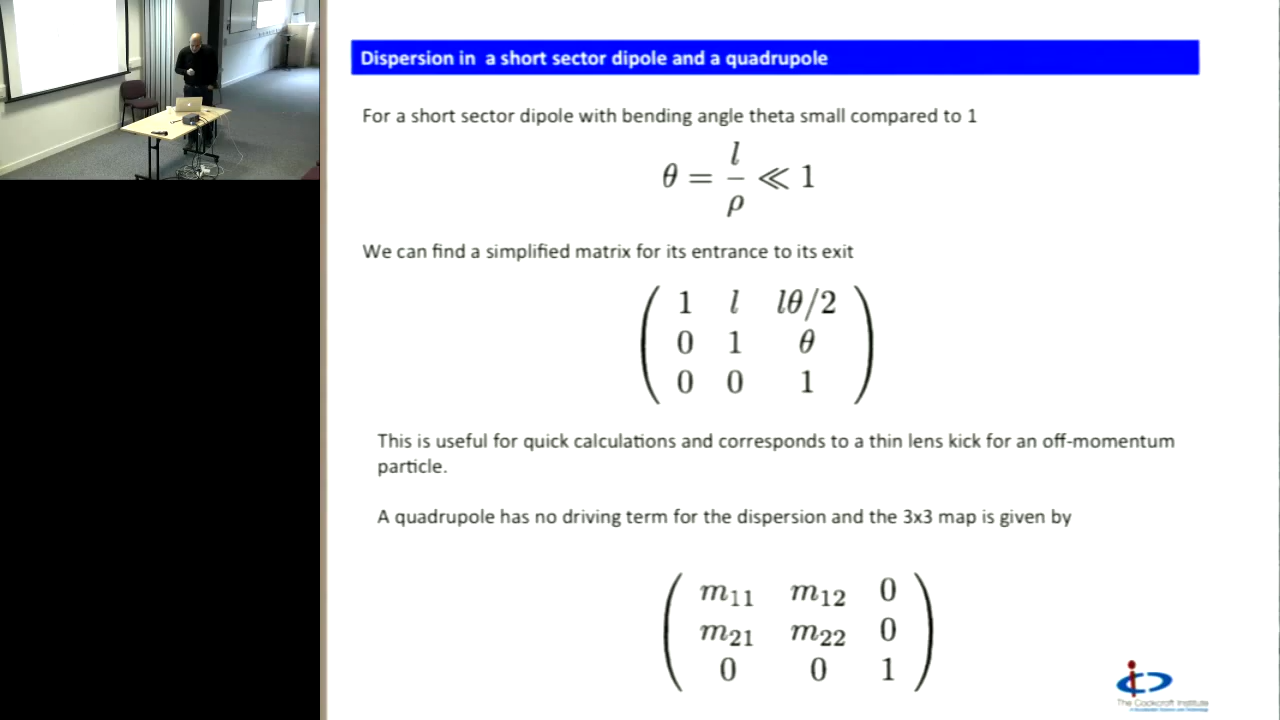 Dispersion in a short sector dipole and a quadrupole
For a short sector dipole with bending angle theta small compared to 1
θ = l/ρ ≪ 1
We can find a simplified matrix for its entrance to its exit
1 l lθ/2
0 1 θ
0 0 1
This is useful for quick calculations and corresponds to a thin lens kick for an off-momentum
particle.
A quadrupole has no driving term for the dispersion and the 3x3 map is given by
m₁₁ m₁₂ 0
m₂₁ m₂₂ 0
0 0 1
The Cockcroft Institute